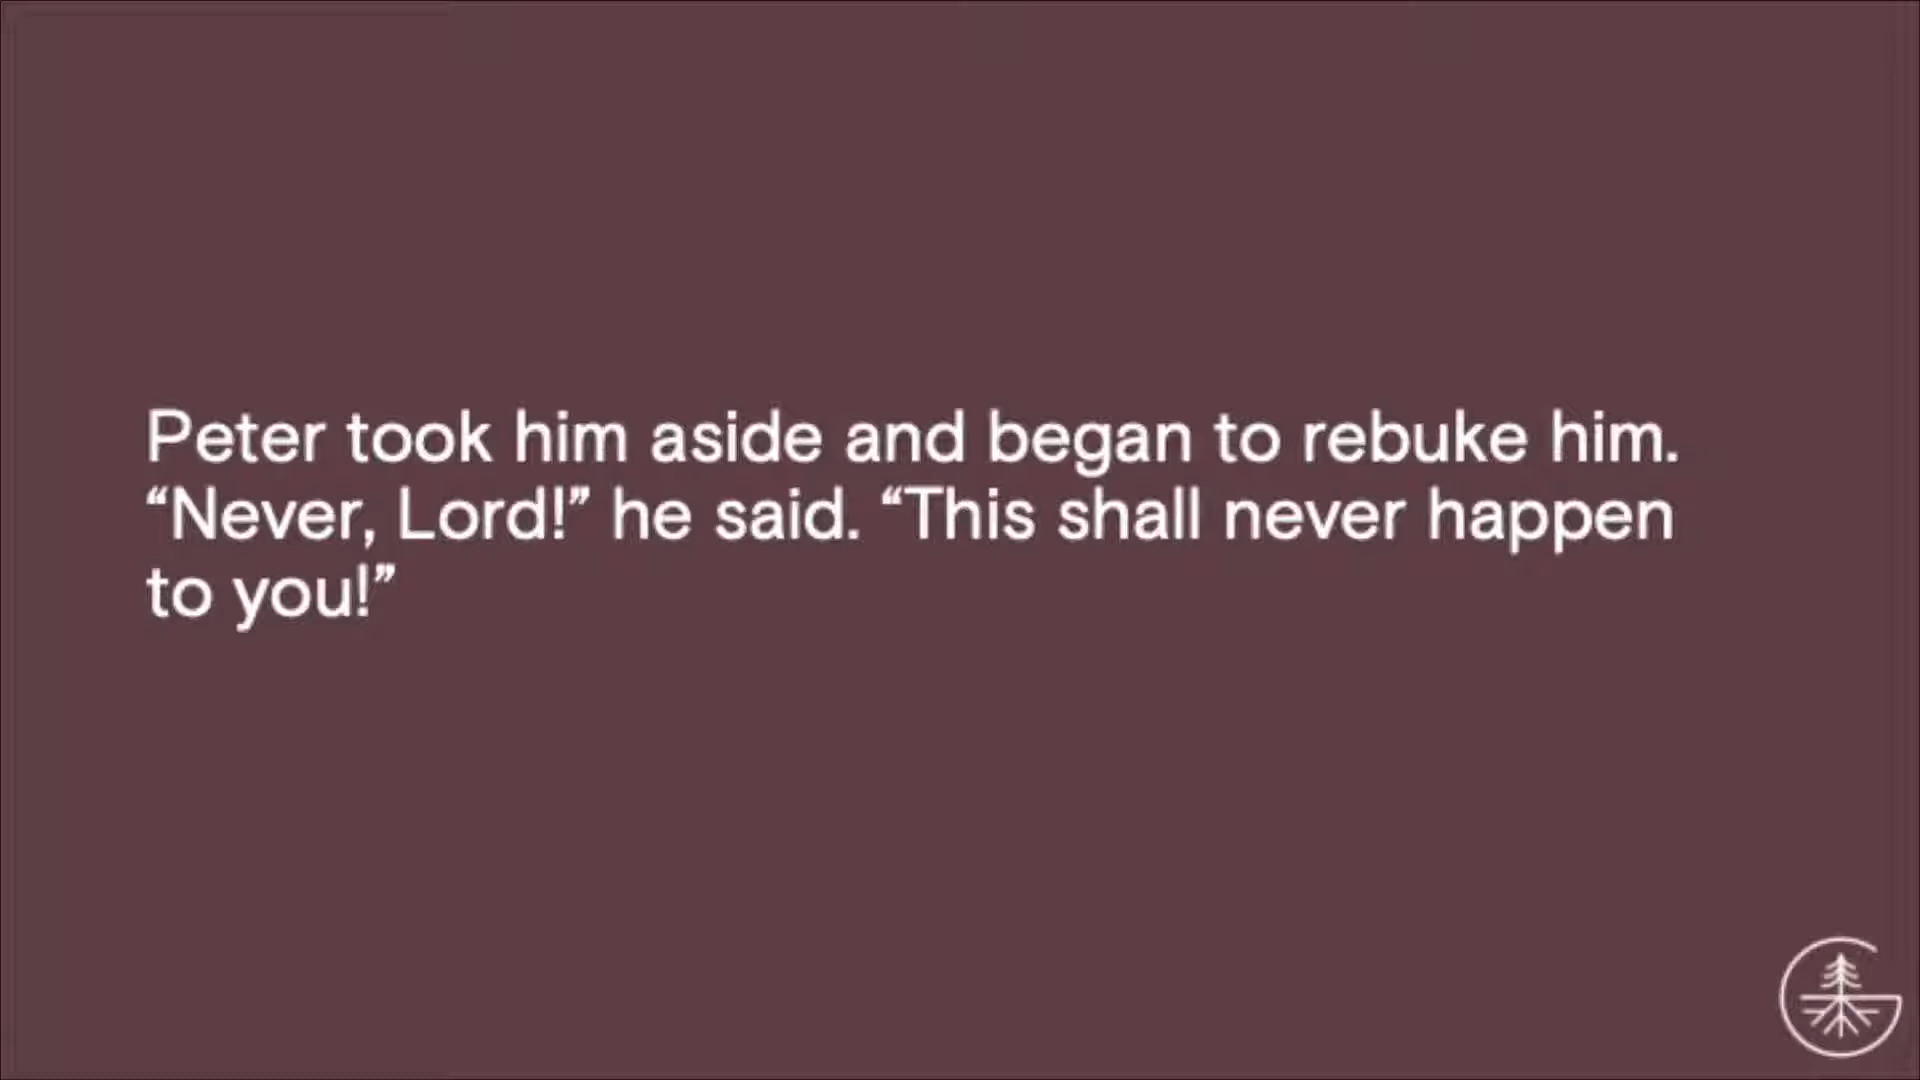 Peter took him aside and began to rebuke him.
“Never, Lord!” he said. “This shall never happen
to you!”